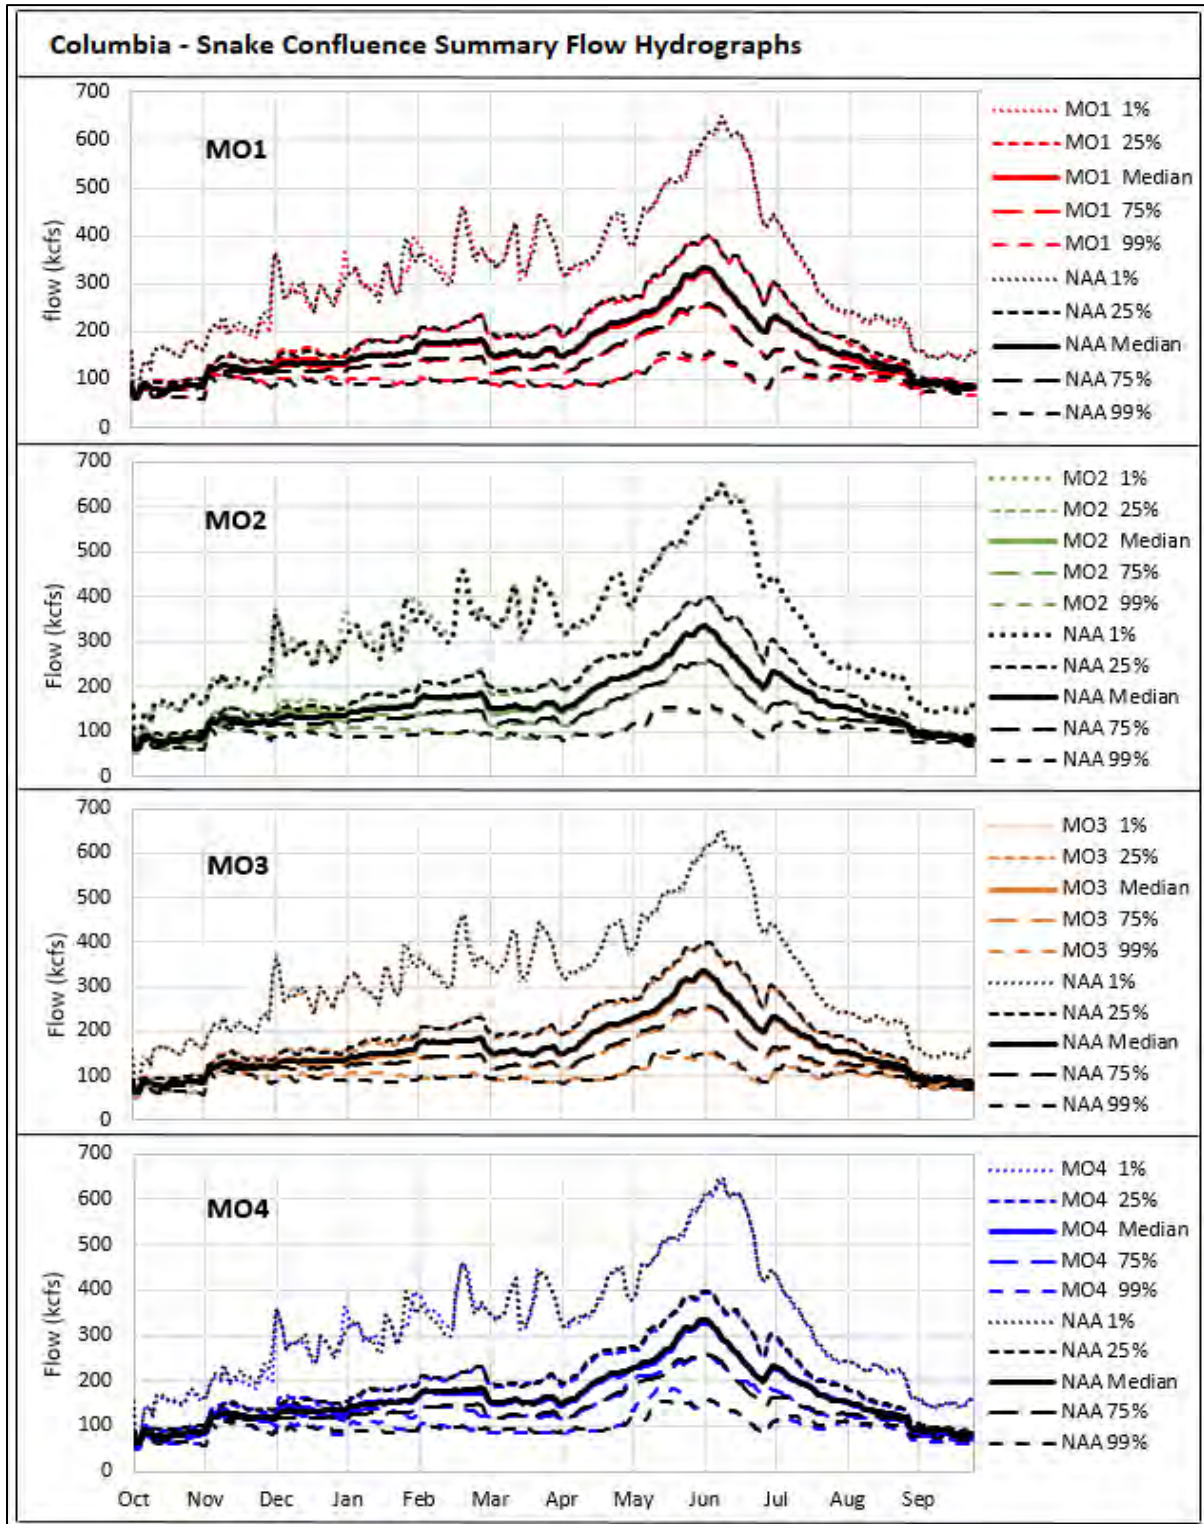 Columbia - Snake Confluence Summary Flow Hydrographs
700
600
500
400
300
200
100
0
flow (kcfs)
MO1
MO1 1%
MO1 25%
MO1 Median
MO1 75%
MO1 99%
NAA 1%
NAA 25%
NAA Median
NAA 75%
NAA 99%
700
600
500
400
300
200
100
0
Flow (kcfs)
MO2
MO2 1%
MO2 25%
MO2 Median
MO2 75%
MO2 99%
NAA 1%
NAA 25%
NAA Median
NAA 75%
NAA 99%
700
600
500
400
300
200
100
0
Flow (kcfs)
MO3
MO3 1%
MO3 25%
MO3 Median
MO3 75%
MO3 99%
NAA 1%
NAA 25%
NAA Median
NAA 75%
NAA 99%
700
600
500
400
300
200
100
0
Flow (kcfs)
MO4
MO4 1%
MO4 25%
MO4 Median
MO4 75%
MO4 99%
NAA 1%
NAA 25%
NAA Median
NAA 75%
NAA 99%
Oct Nov Dec Jan Feb Mar Apr May Jun Jul Aug Sep